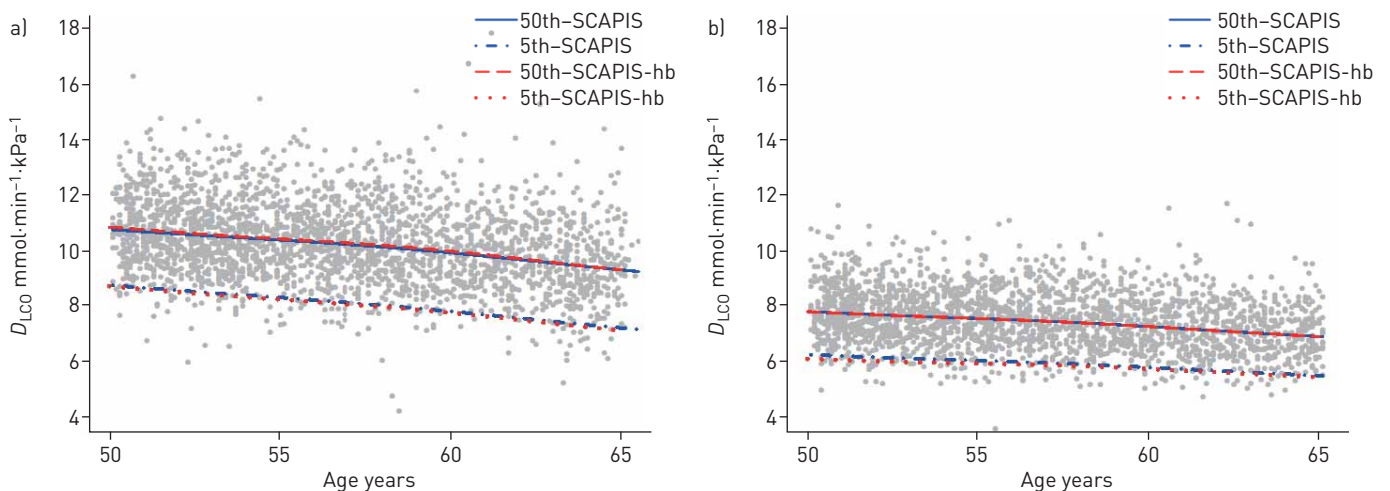 a)
50th–SCAPIS
5th–SCAPIS
50th–SCAPIS-hb
5th–SCAPIS-hb
18
16
14
12
10
8
6
4
D_LCO mmol·min⁻¹·kPa⁻¹
50 55 60 65
Age years
b)
50th–SCAPIS
5th–SCAPIS
50th–SCAPIS-hb
5th–SCAPIS-hb
18
16
14
12
10
8
6
4
D_LCO mmol·min⁻¹·kPa⁻¹
50 55 60 65
Age years